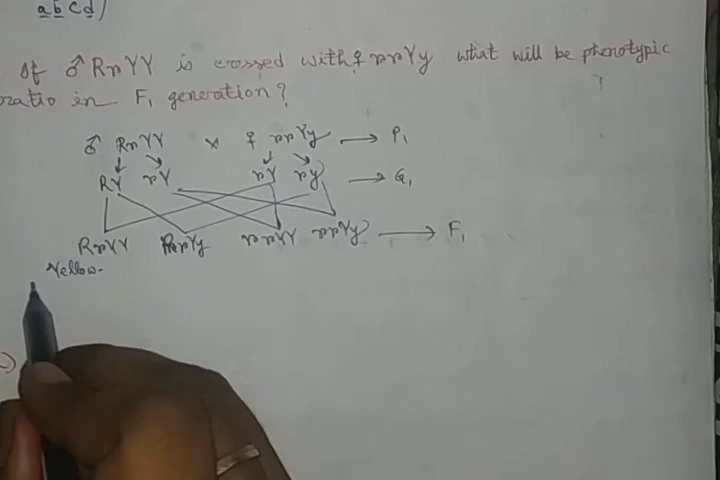 a b C d)
If ♂ RrYY is crossed with ♀ rrYy what will be phenotypic
ratio in F₁ generation?
♂ RrYY × ♀ rrYy → P₁
RY rY rY ry → G₁
RrYY RrYy rrYY rrYy → F₁
Yellow-